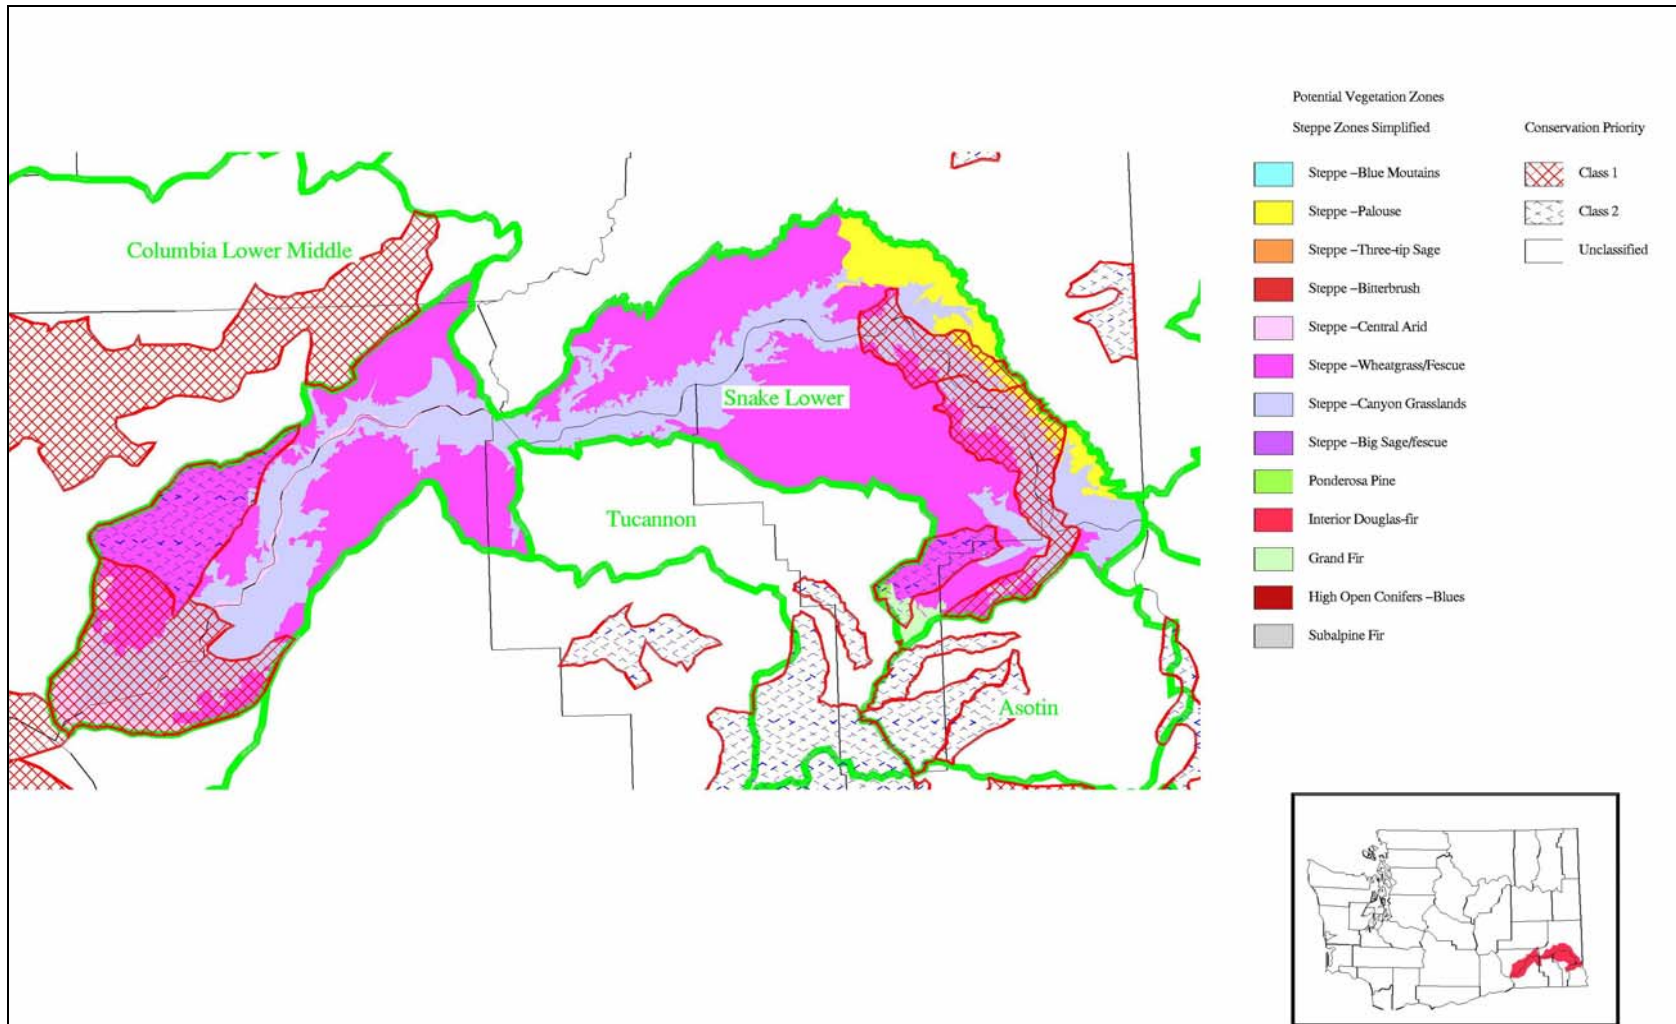 Potential Vegetation Zones
Steppe Zones Simplified
Conservation Priority
Steppe –Blue Moutains
Class 1
Steppe –Palouse
Class 2
Steppe –Three-tip Sage
Unclassified
Steppe –Bitterbrush
Steppe –Central Arid
Steppe –Wheatgrass/Fescue
Steppe –Canyon Grasslands
Steppe –Big Sage/fescue
Ponderosa Pine
Interior Douglas-fir
Grand Fir
High Open Conifers –Blues
Subalpine Fir
Columbia Lower Middle
Snake Lower
Tucannon
Asotin